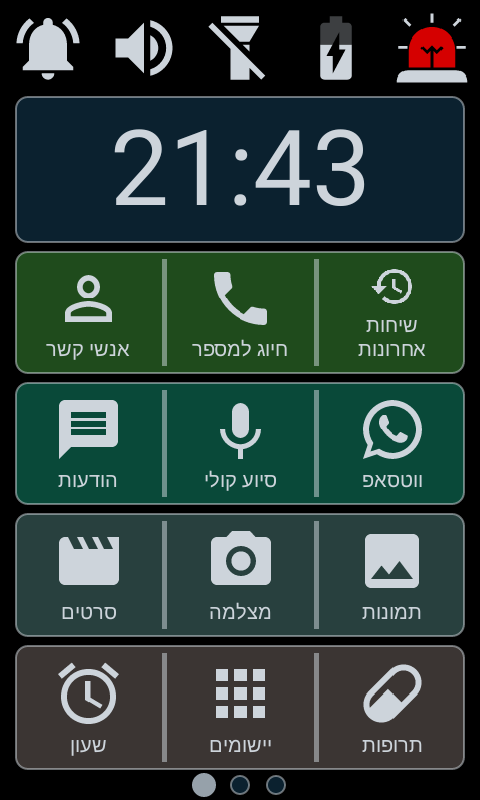 21:43
שיחות
אחרונות
חיוג למספר
אנשי קשר
ווטסאפ
סיוע קולי
הודעות
תמונות
מצלמה
סרטים
תרופות
יישומים
שעון